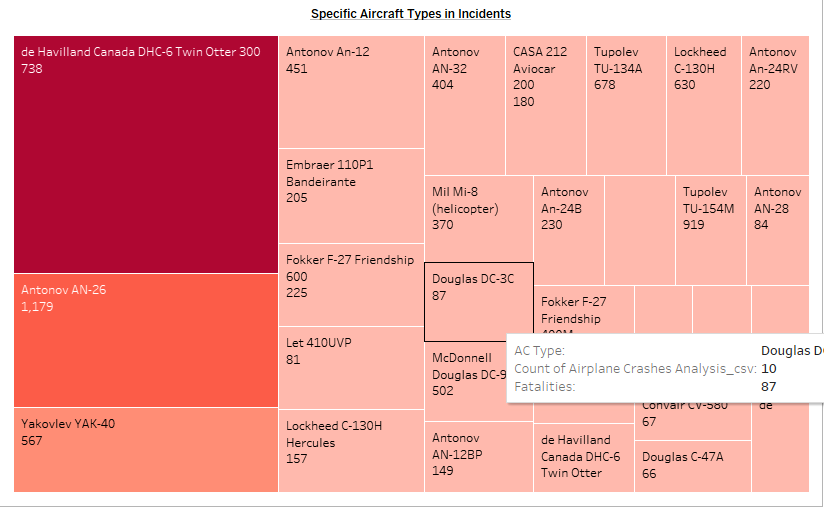 Specific Aircraft Types in Incidents
de Havilland Canada DHC-6 Twin Otter 300
738
Antonov AN-26
1,179
Yakovlev YAK-40
567
Antonov An-12
451
Embraer 110P1
Bandeirante
205
Fokker F-27 Friendship
600
225
Let 410UVP
81
Lockheed C-130H
Hercules
157
Antonov
AN-32
404
CASA 212
Aviocar
200
180
Tupolev
TU-134A
678
Lockheed
C-130H
630
Antonov
An-24RV
220
Mil Mi-8
(helicopter)
370
Antonov
An-24B
230
Tupolev
TU-154M
919
Antonov
AN-28
84
Douglas DC-3C
87
Fokker F-27
Friendship
400M
McDonnell
Douglas DC-9
502
AC Type: Douglas D
Count of Airplane Crashes Analysis_csv: 10
Fatalities: 87
Convair CV-580
67
de
Antonov
AN-12BP
149
de Havilland
Canada DHC-6
Twin Otter
Douglas C-47A
66